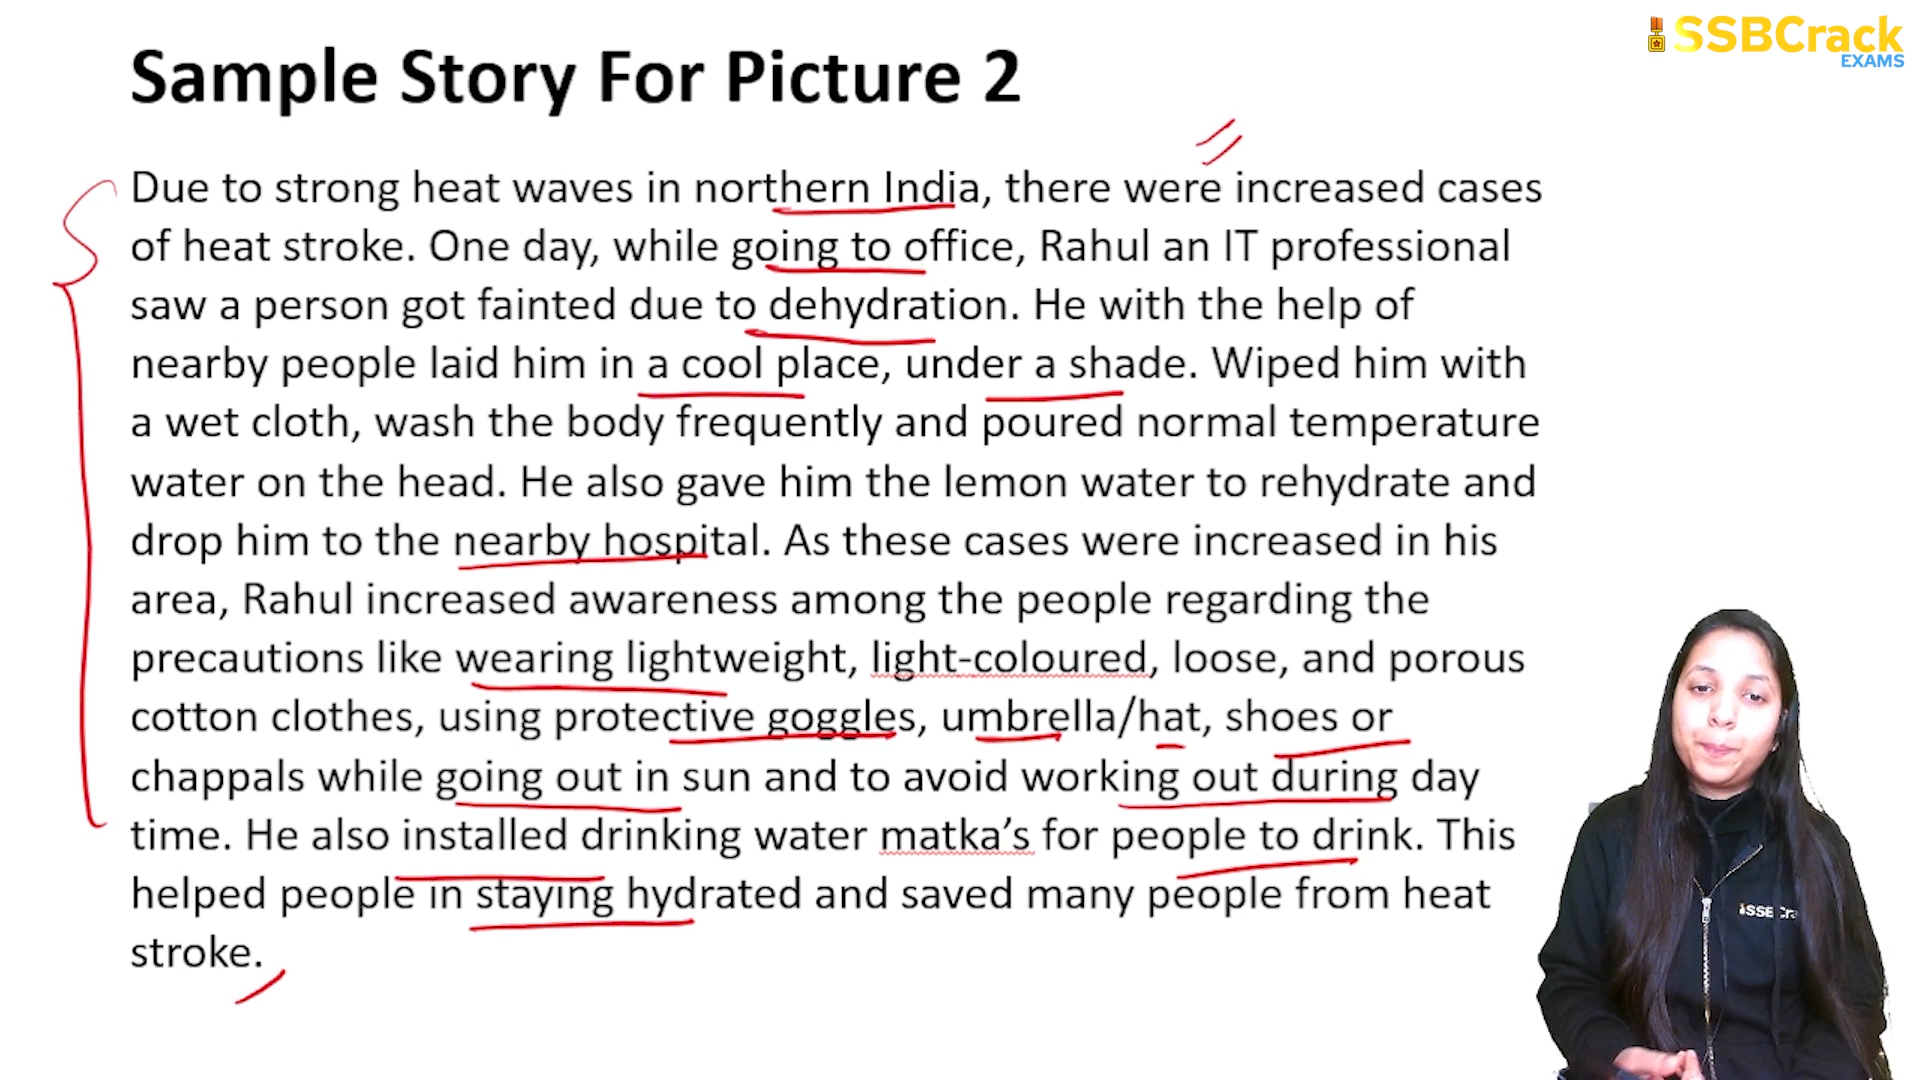 SSBCrack
EXAMS
Sample Story For Picture 2
Due to strong heat waves in northern India, there were increased cases
of heat stroke. One day, while going to office, Rahul an IT professional
saw a person got fainted due to dehydration. He with the help of
nearby people laid him in a cool place, under a shade. Wiped him with
a wet cloth, wash the body frequently and poured normal temperature
water on the head. He also gave him the lemon water to rehydrate and
drop him to the nearby hospital. As these cases were increased in his
area, Rahul increased awareness among the people regarding the
precautions like wearing lightweight, light-coloured, loose, and porous
cotton clothes, using protective goggles, umbrella/hat, shoes or
chappals while going out in sun and to avoid working out during day
time. He also installed drinking water matka’s for people to drink. This
helped people in staying hydrated and saved many people from heat
stroke.